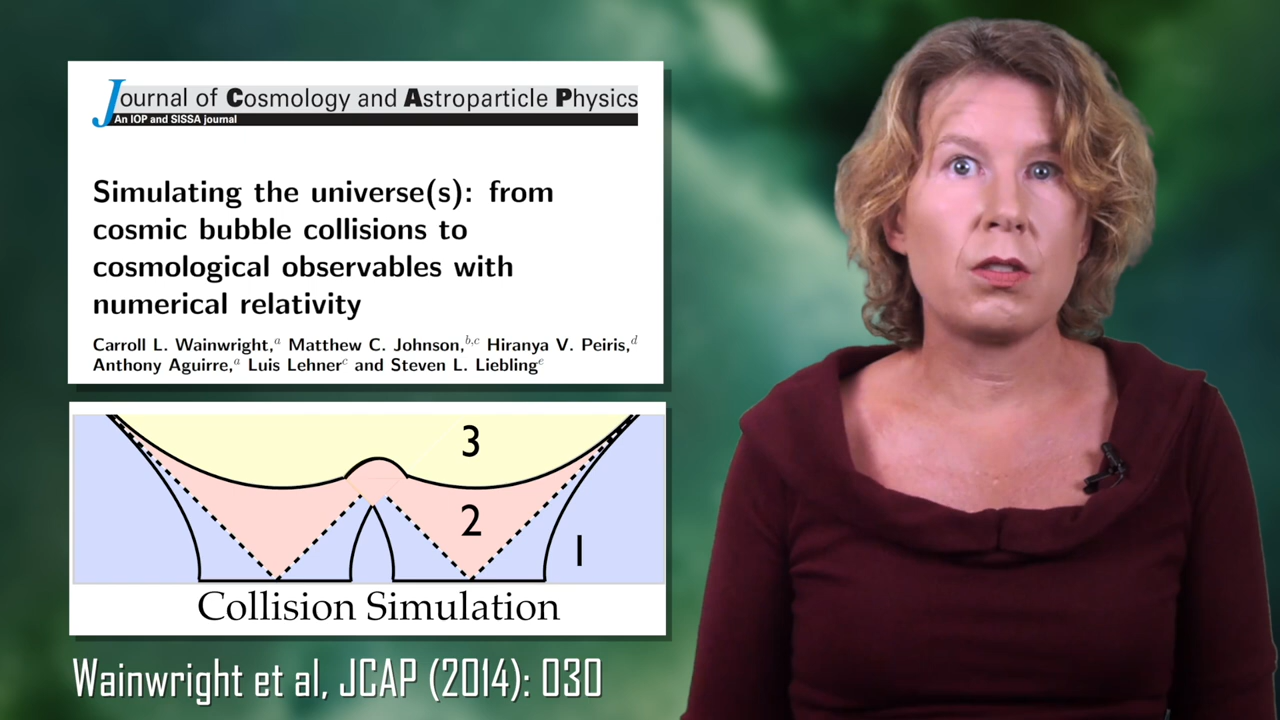 Journal of Cosmology and Astroparticle Physics
An IOP and SISSA journal
Simulating the universe(s): from
cosmic bubble collisions to
cosmological observables with
numerical relativity
Carroll L. Wainwright,a Matthew C. Johnson,b,c Hiranya V. Peiris,d
Anthony Aguirre,a Luis Lehnerc and Steven L. Lieblinge
3
2
1
Collision Simulation
Wainwright et al, JCAP (2014): 030